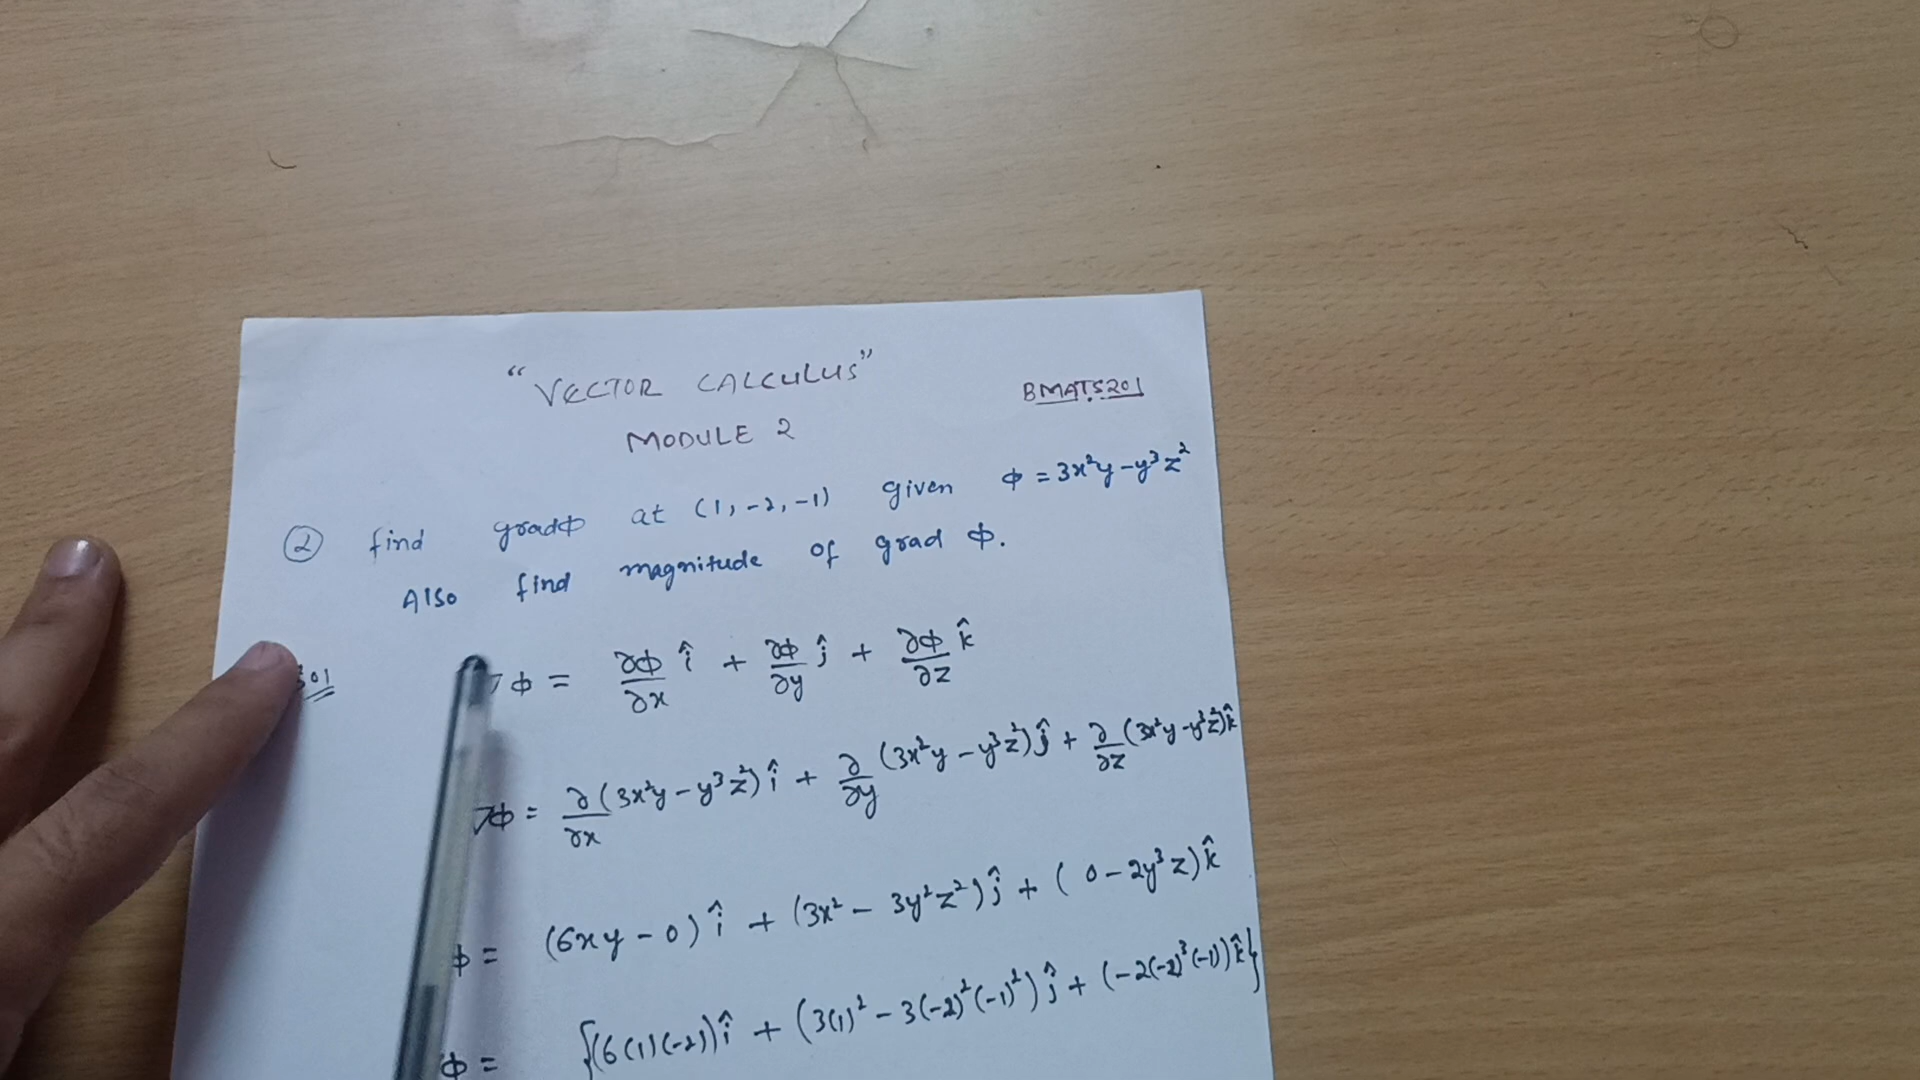 "VECTOR CALCULUS"
BMATS201
MODULE 2
② find gradϕ at (1, -2, -1) given ϕ = 3x²y - y³z²
Also find magnitude of grad ϕ.
sol
ϕ = ∂ϕ/∂x î + ∂ϕ/∂y ĵ + ∂ϕ/∂z k̂
∇ϕ = ∂/∂x (3x²y - y³z²) î + ∂/∂y (3x²y - y³z²) ĵ + ∂/∂z (3x²y - y³z²) k̂
ϕ = (6xy - 0) î + (3x² - 3y²z²) ĵ + (0 - 2y³z) k̂
ϕ = {(6(1)(-2)) î + (3(1)² - 3(-2)²(-1)²) ĵ + (-2(-2)³(-1)) k̂}